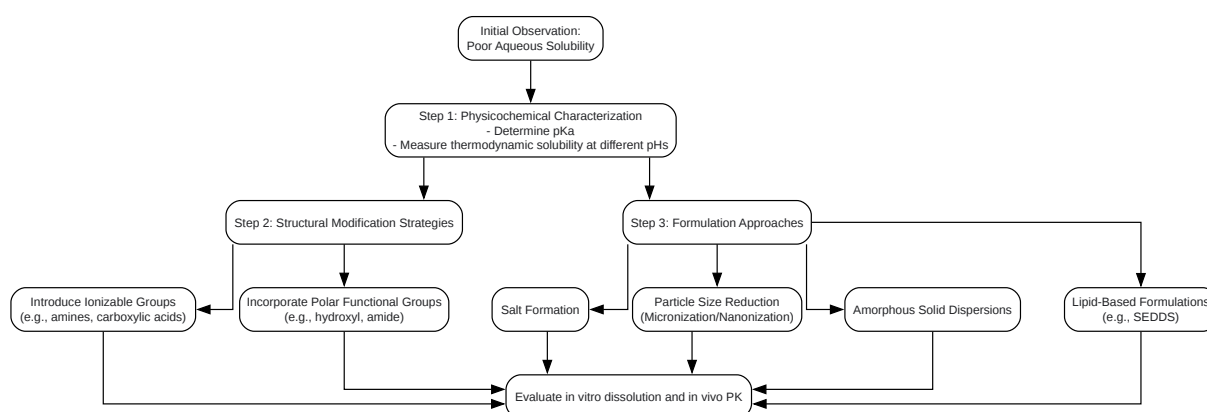 Initial Observation:
Poor Aqueous Solubility
Step 1: Physicochemical Characterization
- Determine pKa
- Measure thermodynamic solubility at different pHs
Step 2: Structural Modification Strategies
Step 3: Formulation Approaches
Introduce Ionizable Groups
(e.g., amines, carboxylic acids)
Incorporate Polar Functional Groups
(e.g., hydroxyl, amide)
Salt Formation
Particle Size Reduction
(Micronization/Nanonization)
Amorphous Solid Dispersions
Lipid-Based Formulations
(e.g., SEDDS)
Evaluate in vitro dissolution and in vivo PK